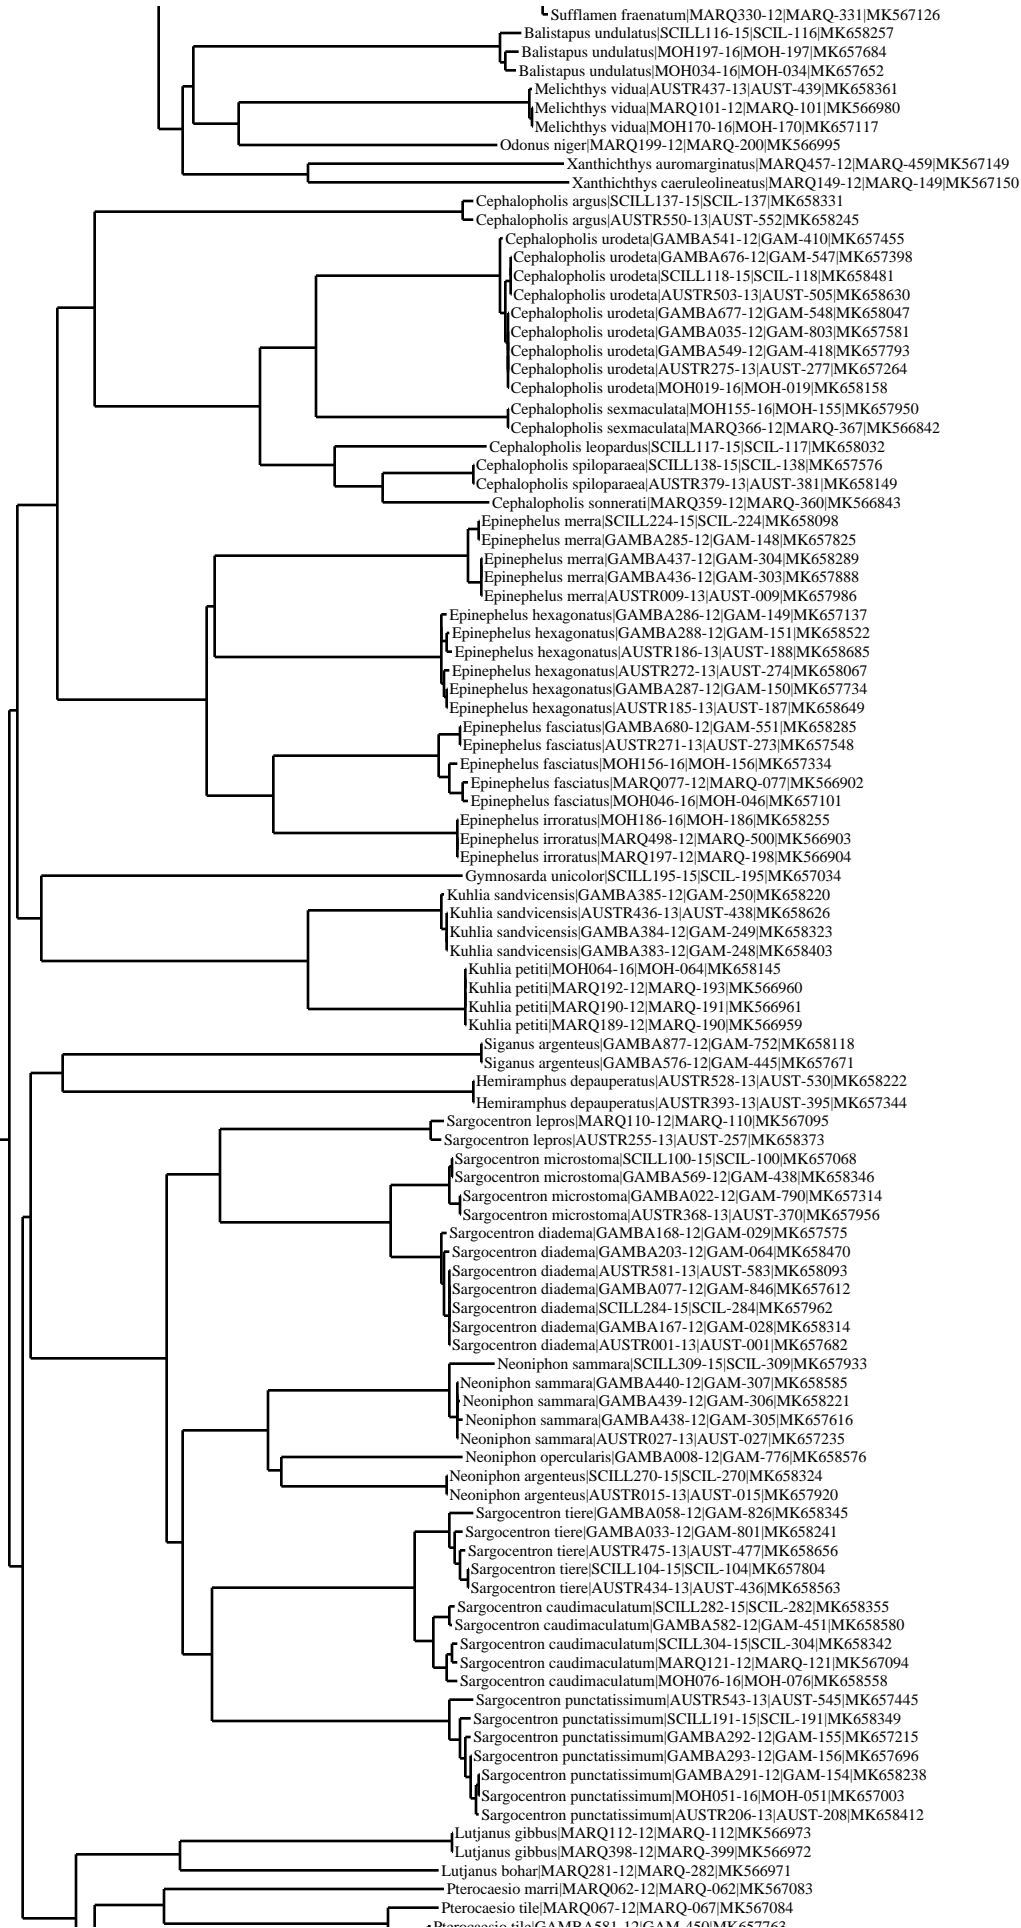 Sufflamen fraenatum|MARQ330-12|MARQ-331|MK567126
Balistapus undulatus|SCILL116-15|SCIL-116|MK658257
Balistapus undulatus|MOH197-16|MOH-197|MK657684
Balistapus undulatus|MOH034-16|MOH-034|MK657652
Melichthys vidua|AUSTR437-13|AUST-439|MK658361
Melichthys vidua|MARQ101-12|MARQ-101|MK566980
Melichthys vidua|MOH170-16|MOH-170|MK657117
Odonus niger|MARQ199-12|MARQ-200|MK566995
Xanthichthys auromarginatus|MARQ457-12|MARQ-459|MK567149
Xanthichthys caeruleolineatus|MARQ149-12|MARQ-149|MK567150
Cephalopholis argus|SCILL137-15|SCIL-137|MK658331
Cephalopholis argus|AUSTR550-13|AUST-552|MK658245
Cephalopholis urodeta|GAMBA541-12|GAM-410|MK657455
Cephalopholis urodeta|GAMBA676-12|GAM-547|MK657398
Cephalopholis urodeta|SCILL118-15|SCIL-118|MK658481
Cephalopholis urodeta|AUSTR503-13|AUST-505|MK658630
Cephalopholis urodeta|GAMBA677-12|GAM-548|MK658047
Cephalopholis urodeta|GAMBA035-12|GAM-803|MK657581
Cephalopholis urodeta|GAMBA549-12|GAM-418|MK657793
Cephalopholis urodeta|AUSTR275-13|AUST-277|MK657264
Cephalopholis urodeta|MOH019-16|MOH-019|MK658158
Cephalopholis sexmaculata|MOH155-16|MOH-155|MK657950
Cephalopholis sexmaculata|MARQ366-12|MARQ-367|MK566842
Cephalopholis leopardus|SCILL117-15|SCIL-117|MK658032
Cephalopholis spiloparaea|SCILL138-15|SCIL-138|MK657576
Cephalopholis spiloparaea|AUSTR379-13|AUST-381|MK658149
Cephalopholis sonnerati|MARQ359-12|MARQ-360|MK566843
Epinephelus merra|SCILL224-15|SCIL-224|MK658098
Epinephelus merra|GAMBA285-12|GAM-148|MK657825
Epinephelus merra|GAMBA437-12|GAM-304|MK658289
Epinephelus merra|GAMBA436-12|GAM-303|MK657888
Epinephelus merra|AUSTR009-13|AUST-009|MK657986
Epinephelus hexagonatus|GAMBA286-12|GAM-149|MK657137
Epinephelus hexagonatus|GAMBA288-12|GAM-151|MK658522
Epinephelus hexagonatus|AUSTR186-13|AUST-188|MK658685
Epinephelus hexagonatus|AUSTR272-13|AUST-274|MK658067
Epinephelus hexagonatus|GAMBA287-12|GAM-150|MK657734
Epinephelus hexagonatus|AUSTR185-13|AUST-187|MK658649
Epinephelus fasciatus|GAMBA680-12|GAM-551|MK658285
Epinephelus fasciatus|AUSTR271-13|AUST-273|MK657548
Epinephelus fasciatus|MOH156-16|MOH-156|MK657334
Epinephelus fasciatus|MARQ077-12|MARQ-077|MK566902
Epinephelus fasciatus|MOH046-16|MOH-046|MK657101
Epinephelus irroratus|MOH186-16|MOH-186|MK658255
Epinephelus irroratus|MARQ498-12|MARQ-500|MK566903
Epinephelus irroratus|MARQ197-12|MARQ-198|MK566904
Gymnosarda unicolor|SCILL195-15|SCIL-195|MK657034
Kuhlia sandvicensis|GAMBA385-12|GAM-250|MK658220
Kuhlia sandvicensis|AUSTR436-13|AUST-438|MK658626
Kuhlia sandvicensis|GAMBA384-12|GAM-249|MK658323
Kuhlia sandvicensis|GAMBA383-12|GAM-248|MK658403
Kuhlia petiti|MOH064-16|MOH-064|MK658145
Kuhlia petiti|MARQ192-12|MARQ-193|MK566960
Kuhlia petiti|MARQ190-12|MARQ-191|MK566961
Kuhlia petiti|MARQ189-12|MARQ-190|MK566959
Siganus argenteus|GAMBA877-12|GAM-752|MK658118
Siganus argenteus|GAMBA576-12|GAM-445|MK657671
Hemiramphus depauperatus|AUSTR528-13|AUST-530|MK658222
Hemiramphus depauperatus|AUSTR393-13|AUST-395|MK657344
Sargocentron lepros|MARQ110-12|MARQ-110|MK567095
Sargocentron lepros|AUSTR255-13|AUST-257|MK658373
Sargocentron microstoma|SCILL100-15|SCIL-100|MK657068
Sargocentron microstoma|GAMBA569-12|GAM-438|MK658346
Sargocentron microstoma|GAMBA022-12|GAM-790|MK657314
Sargocentron microstoma|AUSTR368-13|AUST-370|MK657956
Sargocentron diadema|GAMBA168-12|GAM-029|MK657575
Sargocentron diadema|GAMBA203-12|GAM-064|MK658470
Sargocentron diadema|AUSTR581-13|AUST-583|MK658093
Sargocentron diadema|GAMBA077-12|GAM-846|MK657612
Sargocentron diadema|SCILL284-15|SCIL-284|MK657962
Sargocentron diadema|GAMBA167-12|GAM-028|MK658314
Sargocentron diadema|AUSTR001-13|AUST-001|MK657682
Neoniphon sammara|SCILL309-15|SCIL-309|MK657933
Neoniphon sammara|GAMBA440-12|GAM-307|MK658585
Neoniphon sammara|GAMBA439-12|GAM-306|MK658221
Neoniphon sammara|GAMBA438-12|GAM-305|MK657616
Neoniphon sammara|AUSTR027-13|AUST-027|MK657235
Neoniphon opercularis|GAMBA008-12|GAM-776|MK658576
Neoniphon argenteus|SCILL270-15|SCIL-270|MK658324
Neoniphon argenteus|AUSTR015-13|AUST-015|MK657920
Sargocentron tiere|GAMBA058-12|GAM-826|MK658345
Sargocentron tiere|GAMBA033-12|GAM-801|MK658241
Sargocentron tiere|AUSTR475-13|AUST-477|MK658656
Sargocentron tiere|SCILL104-15|SCIL-104|MK657804
Sargocentron tiere|AUSTR434-13|AUST-436|MK658563
Sargocentron caudimaculatum|SCILL282-15|SCIL-282|MK658355
Sargocentron caudimaculatum|GAMBA582-12|GAM-451|MK658580
Sargocentron caudimaculatum|SCILL304-15|SCIL-304|MK658342
Sargocentron caudimaculatum|MARQ121-12|MARQ-121|MK567094
Sargocentron caudimaculatum|MOH076-16|MOH-076|MK658558
Sargocentron punctatissimum|AUSTR543-13|AUST-545|MK657445
Sargocentron punctatissimum|SCILL191-15|SCIL-191|MK658349
Sargocentron punctatissimum|GAMBA292-12|GAM-155|MK657215
Sargocentron punctatissimum|GAMBA293-12|GAM-156|MK657696
Sargocentron punctatissimum|GAMBA291-12|GAM-154|MK658238
Sargocentron punctatissimum|MOH051-16|MOH-051|MK657003
Sargocentron punctatissimum|AUSTR206-13|AUST-208|MK658412
Lutjanus gibbus|MARQ112-12|MARQ-112|MK566973
Lutjanus gibbus|MARQ398-12|MARQ-399|MK566972
Lutjanus bohar|MARQ281-12|MARQ-282|MK566971
Pterocaesio marri|MARQ062-12|MARQ-062|MK567083
Pterocaesio tile|MARQ067-12|MARQ-067|MK567084
Pterocaesio tile|GAMBA581-12|GAM-450|MK657763